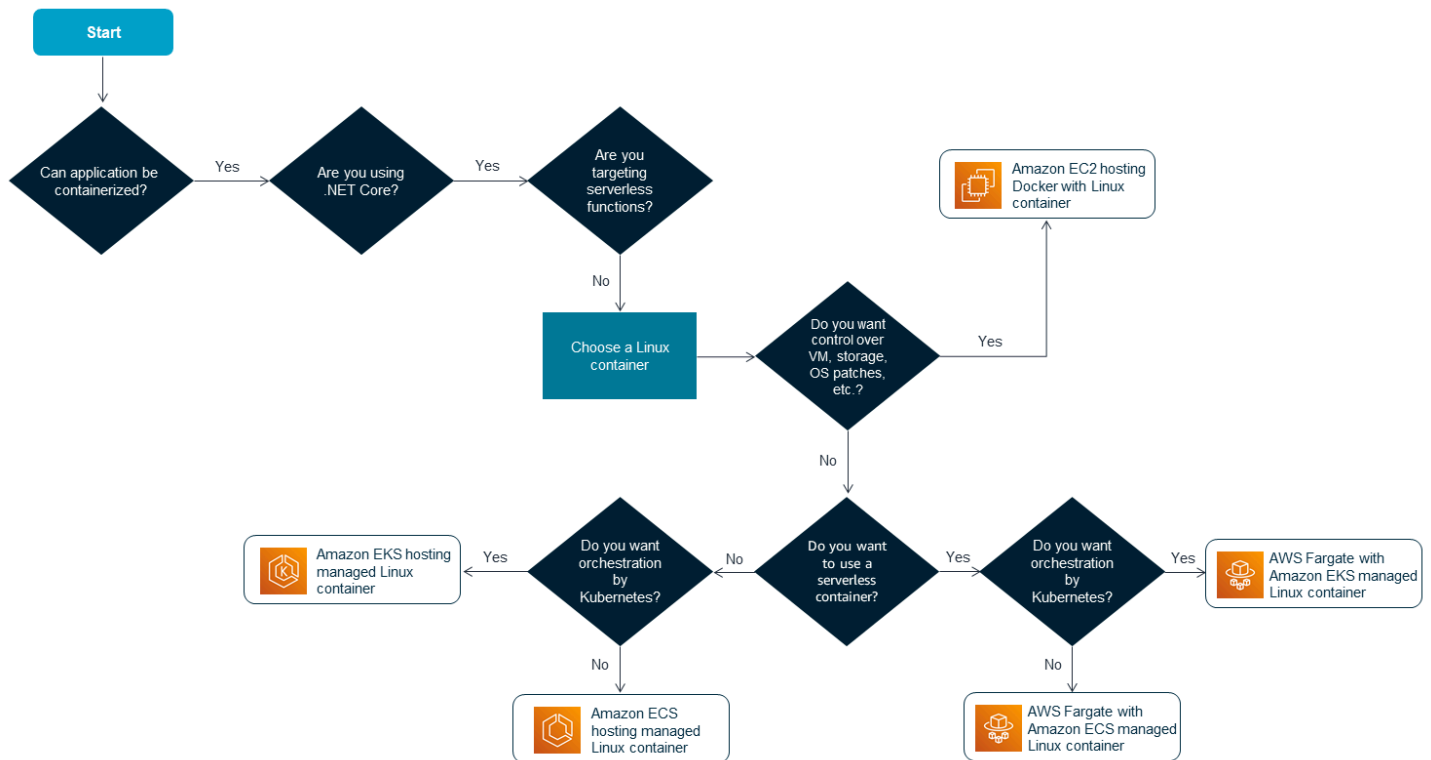 Start
Can application be
containerized?
Yes
Are you using
.NET Core?
Yes
Are you
targeting
serverless
functions?
No
Choose a Linux
container
Do you want
control over
VM, storage,
OS patches,
etc.?
Yes
Amazon EC2 hosting
Docker with Linux
container
No
Do you want
to use a
serverless
container?
No
Do you want
orchestration
by
Kubernetes?
Yes
Amazon EKS hosting
managed Linux
container
No
Amazon ECS
hosting managed
Linux container
Yes
Do you want
orchestration
by
Kubernetes?
Yes
AWS Fargate with
Amazon EKS managed
Linux container
No
AWS Fargate with
Amazon ECS managed
Linux container